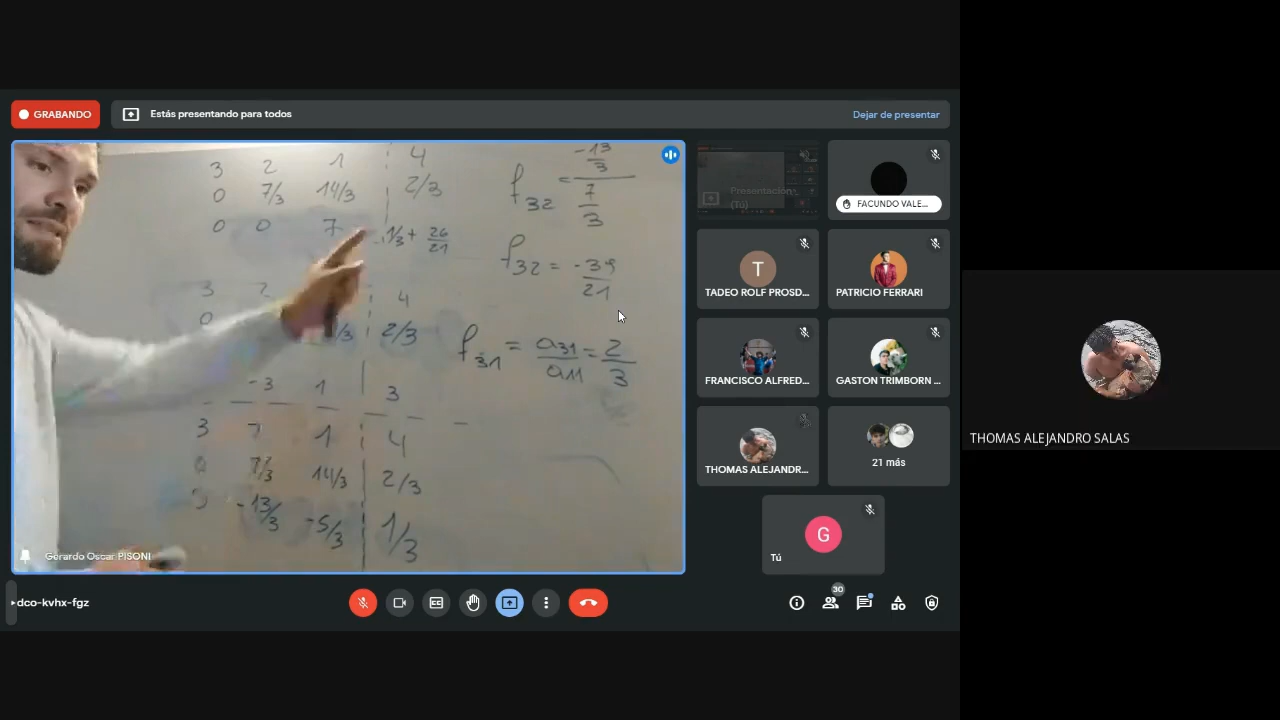 GRABANDO
Estás presentando para todos
Dejar de presentar
3 2 1 4
0 7/3 14/3 2/3
0 0 7 1/3 + 26/21
f32 = -13/3 / 7/3
f32 = -39/21
3 2 4
0 /3 2/3
-3 1 3
f31 = a31/a11 = 2/3
3 2 1 4
0 7/3 14/3 2/3
-13/3 -5/3 1/3
Gerardo Oscar PISONI
Presentación
(Tú)
FACUNDO VALE...
TADEO ROLF PROSD...
PATRICIO FERRARI
FRANCISCO ALFRED...
GASTON TRIMBORN ...
THOMAS ALEJANDR...
21 más
T
G
Tú
THOMAS ALEJANDRO SALAS
dco-kvhx-fgz
30